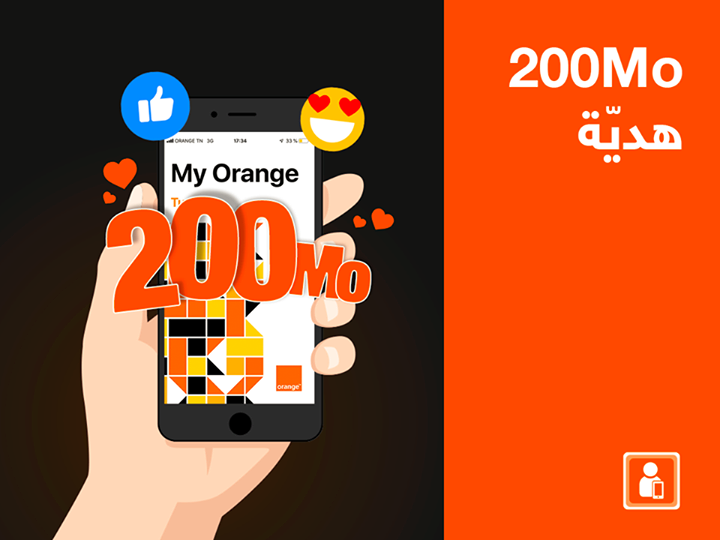 ORANGE TN 3G 17:34 33 %
My Orange
200Mo
orange
200Mo
هديّة